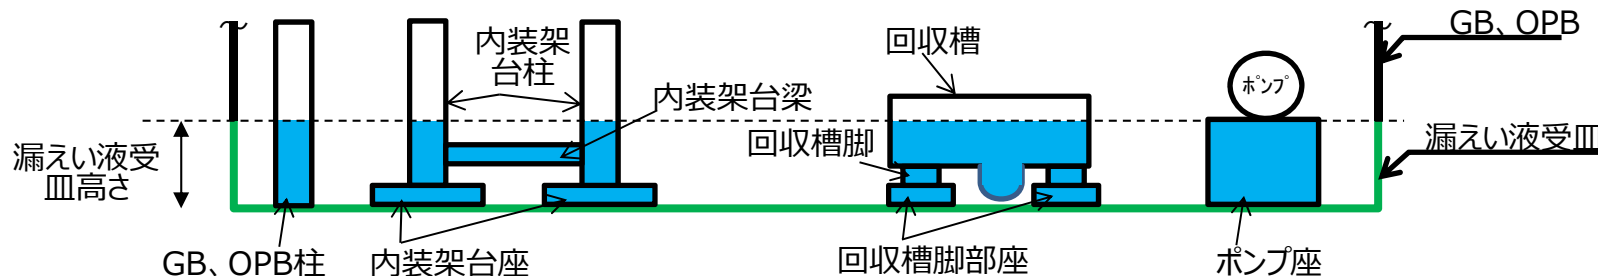 GB、OPB
内装架
台柱
回収槽
ポンプ
内装架台梁
回収槽脚
漏えい液受皿
漏えい液受
皿高さ
GB、OPB柱
内装架台座
回収槽脚部座
ポンプ座